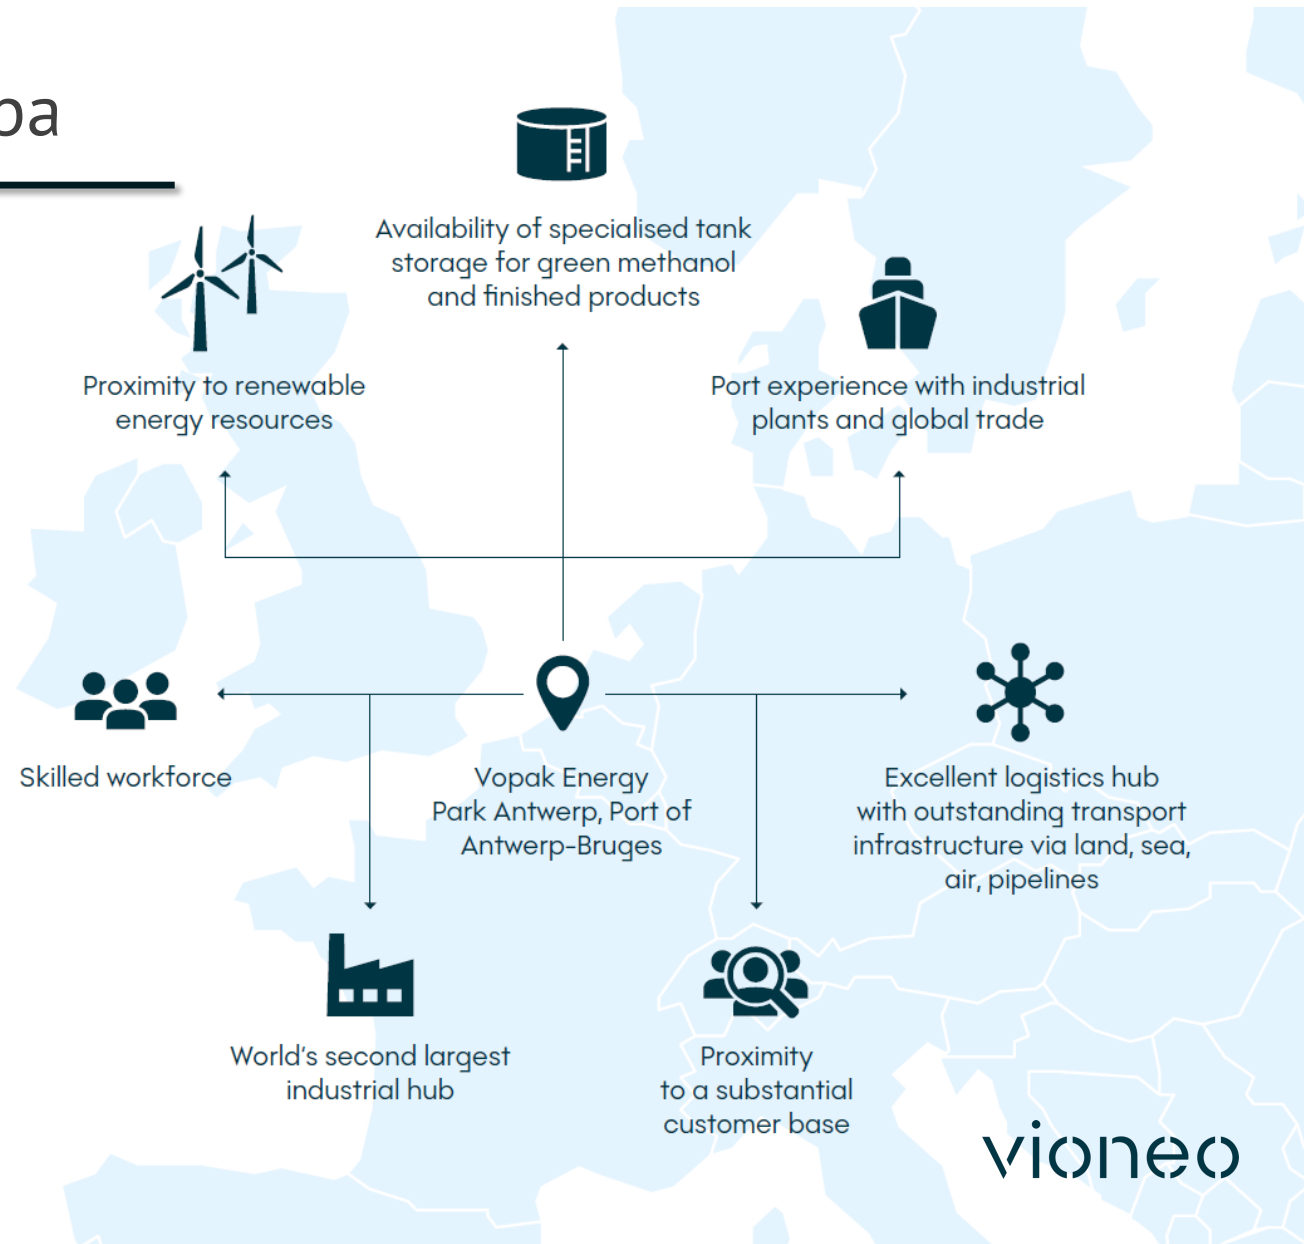 Availability of specialised tank
storage for green methanol
and finished products
Proximity to renewable
energy resources
Port experience with industrial
plants and global trade
Skilled workforce
Vopak Energy
Park Antwerp, Port of
Antwerp-Bruges
Excellent logistics hub
with outstanding transport
infrastructure via land, sea,
air, pipelines
World's second largest
industrial hub
Proximity
to a substantial
customer base
vioneo